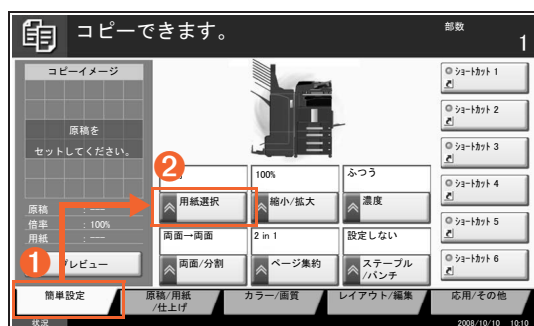 コピーできます。
部数
1
コピーイメージ
原稿を
セットしてください。
原稿 : ---
倍率 : 100%
用紙 : ---
プレビュー
1
2
用紙選択
100%
縮小/拡大
ふつう
濃度
両面→両面
両面/分割
2 in 1
ページ集約
設定しない
ステープル
/パンチ
ショートカット 1
ショートカット 2
ショートカット 3
ショートカット 4
ショートカット 5
ショートカット 6
簡単設定
原稿/用紙
/仕上げ
カラー/画質
レイアウト/編集
応用/その他
状況
2008/10/10 10:10